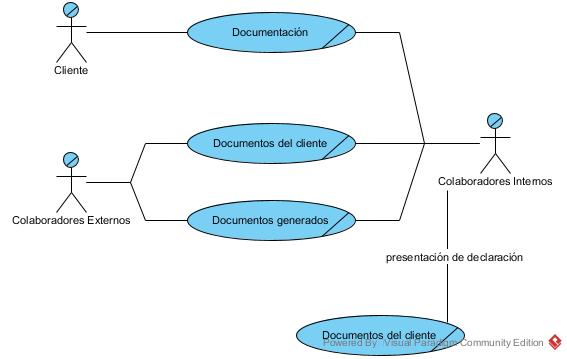 Documentación
Cliente
Documentos del cliente
Colaboradores Internos
Colaboradores Externos
Documentos generados
presentación de declaración
Documentos del cliente
Powered By Visual Paradigm Community Edition